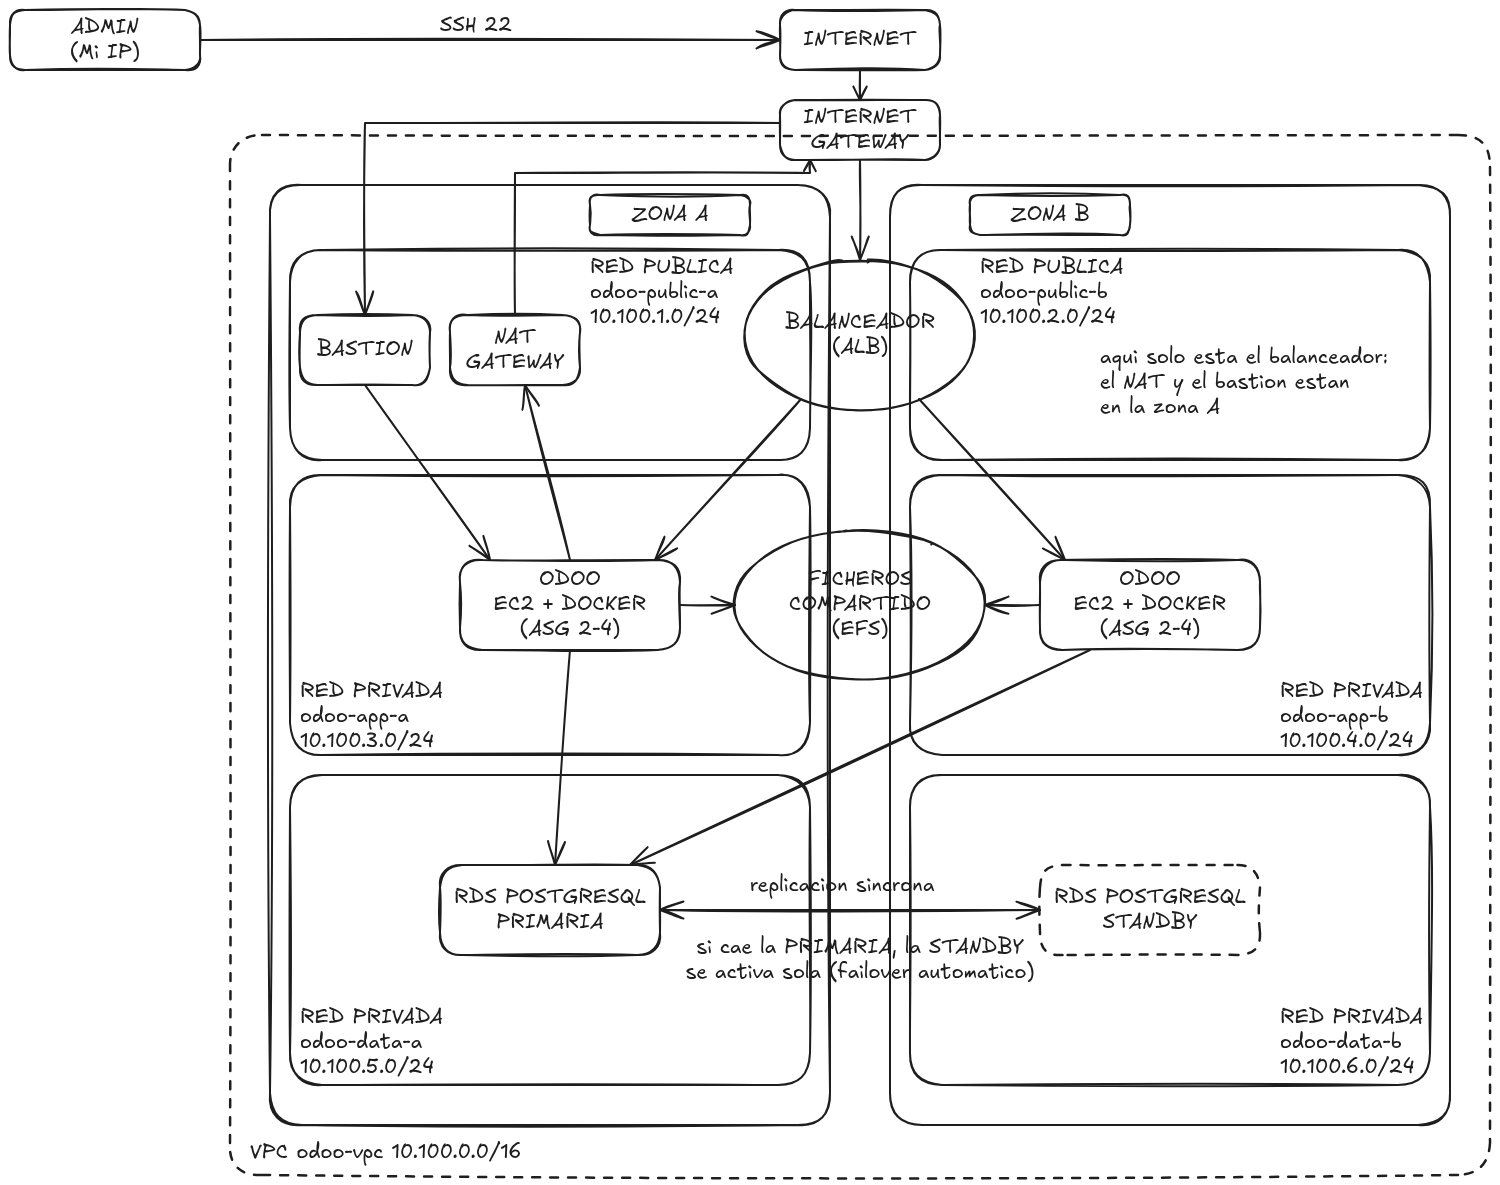 ADMIN
(Mi IP)
SSH 22
INTERNET
INTERNET
GATEWAY
ZONA A
ZONA B
RED PUBLICA
odoo-public-a
10.100.1.0/24
RED PUBLICA
odoo-public-b
10.100.2.0/24
BASTION
NAT
GATEWAY
BALANCEADOR
(ALB)
aqui solo esta el balanceador:
el NAT y el bastion estan
en la zona A
ODOO
EC2 + DOCKER
(ASG 2-4)
FICHEROS
COMPARTIDO
(EFS)
ODOO
EC2 + DOCKER
(ASG 2-4)
RED PRIVADA
odoo-app-a
10.100.3.0/24
RED PRIVADA
odoo-app-b
10.100.4.0/24
RDS POSTGRESQL
PRIMARIA
replicacion sincrona
RDS POSTGRESQL
STANDBY
si cae la PRIMARIA, la STANDBY
se activa sola (failover automatico)
RED PRIVADA
odoo-data-a
10.100.5.0/24
RED PRIVADA
odoo-data-b
10.100.6.0/24
VPC odoo-vpc 10.100.0.0/16